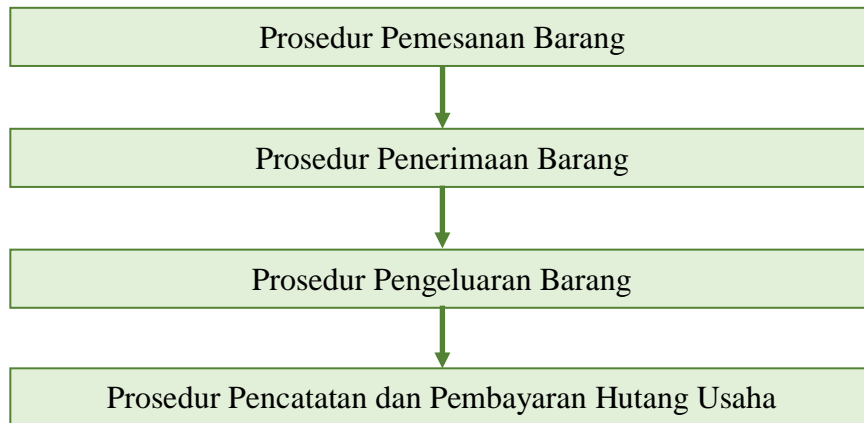 Prosedur Pemesanan Barang
Prosedur Penerimaan Barang
Prosedur Pengeluaran Barang
Prosedur Pencatatan dan Pembayaran Hutang Usaha